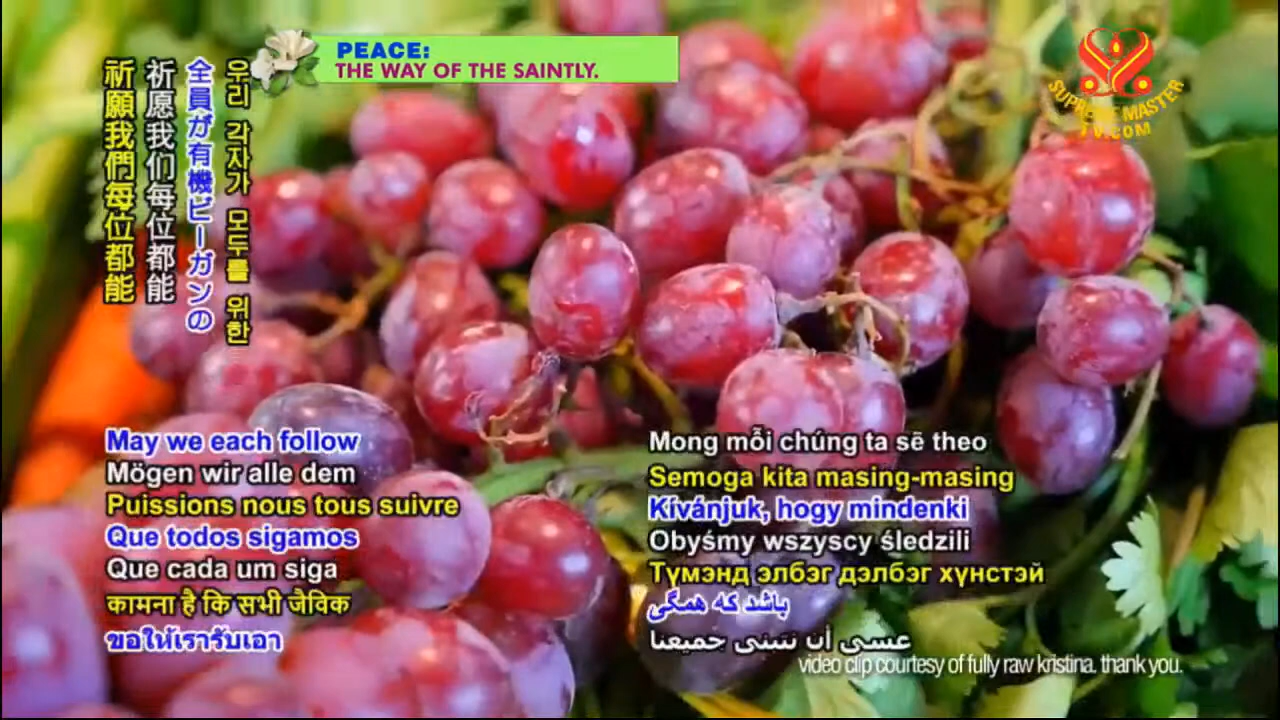 PEACE:
THE WAY OF THE SAINTLY.
SUPREME MASTER
TV.COM
우리 각자가 모두를 위한
全員が有機ビーガンの
祈愿我们每位都能
祈願我們每位都能
May we each follow
Mögen wir alle dem
Puissions nous tous suivre
Que todos sigamos
Que cada um siga
कामना है कि सभी जैविक
ขอให้เรารับเอา
Mong mỗi chúng ta sẽ theo
Semoga kita masing-masing
Kívánjuk, hogy mindenki
Obyśmy wszyscy śledzili
Түмэнд элбэг дэлбэг хүнстэй
باشد که همگی
عسى أن نتبنى جميعنا
video clip courtesy of fully raw kristina. thank you.